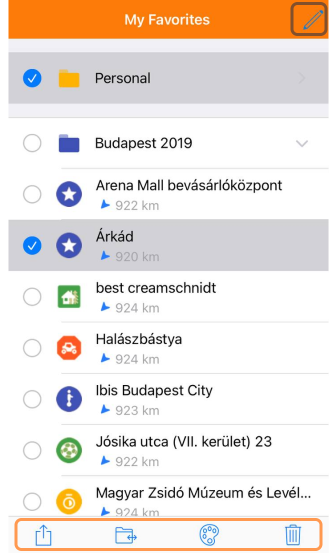 My Favorites
Personal
Budapest 2019
Arena Mall bevásárlóközpont
922 km
Árkád
920 km
best creamschnidt
924 km
Halászbástya
924 km
Ibis Budapest City
923 km
Jósika utca (VII. kerület) 23
922 km
Magyar Zsidó Múzeum és Levél...
924 km